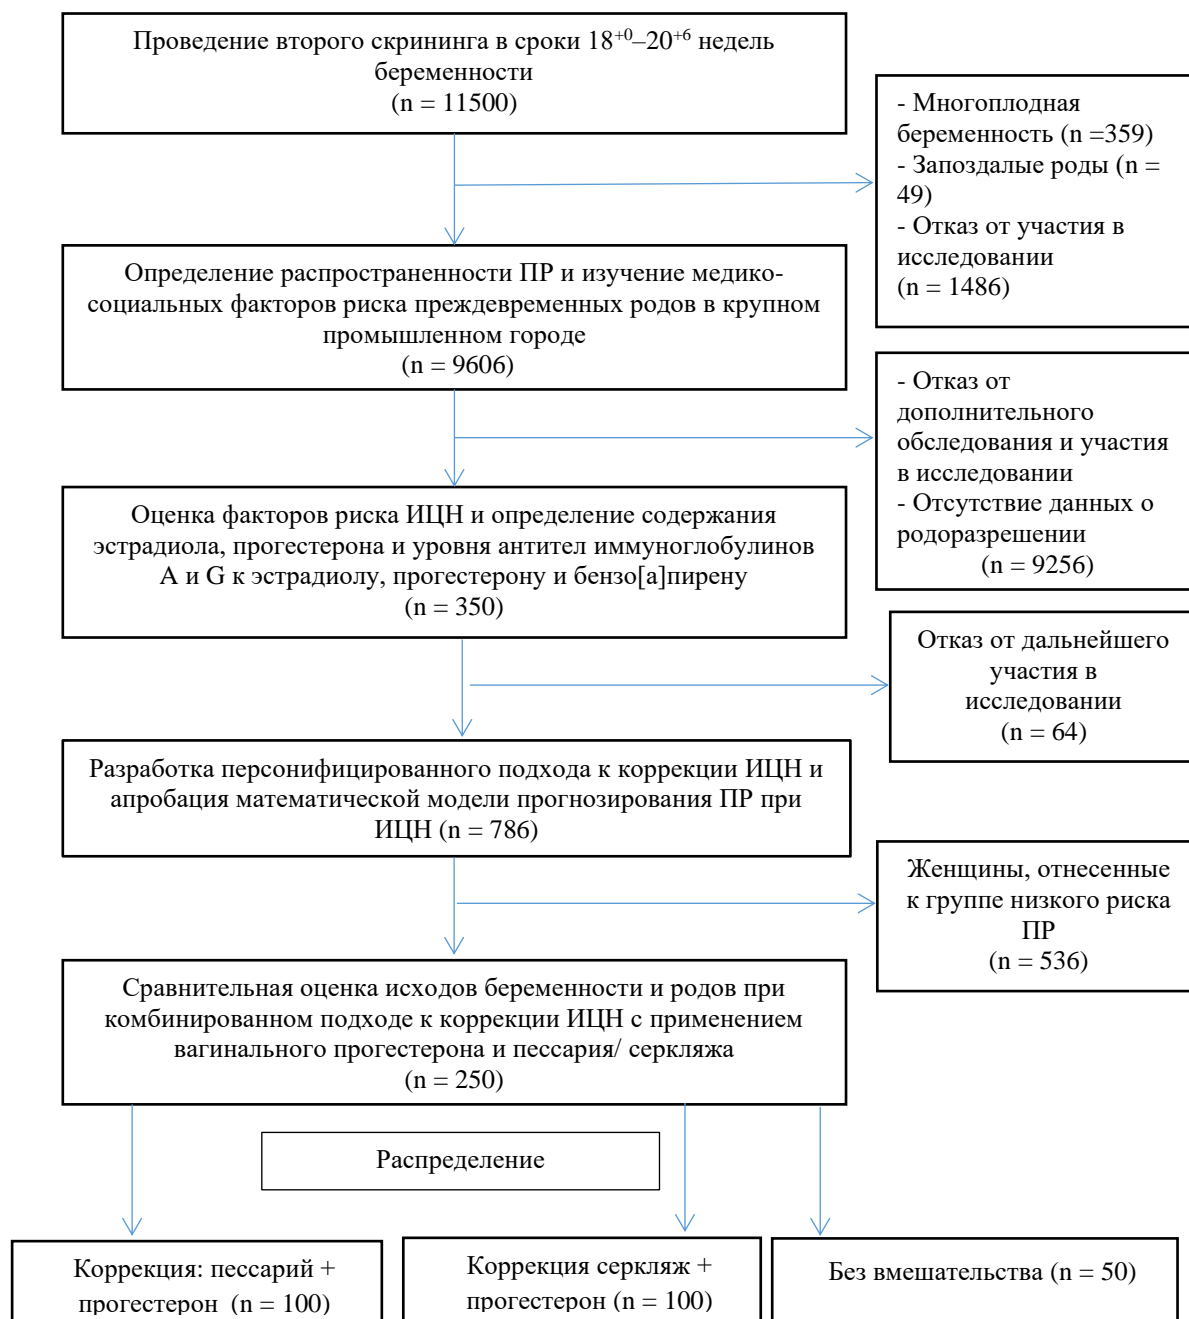 Проведение второго скрининга в сроки 18⁺⁰–20⁺⁶ недель
беременности
(n = 11500)
- Многоплодная
беременность (n =359)
- Запоздалые роды (n =
49)
- Отказ от участия в
исследовании
(n = 1486)
Определение распространенности ПР и изучение медико-
социальных факторов риска преждевременных родов в крупном
промышленном городе
(n = 9606)
- Отказ от
дополнительного
обследования и участия
в исследовании
- Отсутствие данных о
родоразрешении
(n = 9256)
Оценка факторов риска ИЦН и определение содержания
эстрадиола, прогестерона и уровня антител иммуноглобулинов
А и G к эстрадиолу, прогестерону и бензо[а]пирену
(n = 350)
Отказ от дальнейшего
участия в
исследовании
(n = 64)
Разработка персонифицированного подхода к коррекции ИЦН и
апробация математической модели прогнозирования ПР при
ИЦН (n = 786)
Женщины, отнесенные
к группе низкого риска
ПР
(n = 536)
Сравнительная оценка исходов беременности и родов при
комбинированном подходе к коррекции ИЦН с применением
вагинального прогестерона и пессария/ серкляжа
(n = 250)
Распределение
Коррекция: пессарий +
прогестерон (n = 100)
Коррекция серкляж +
прогестерон (n = 100)
Без вмешательства (n = 50)